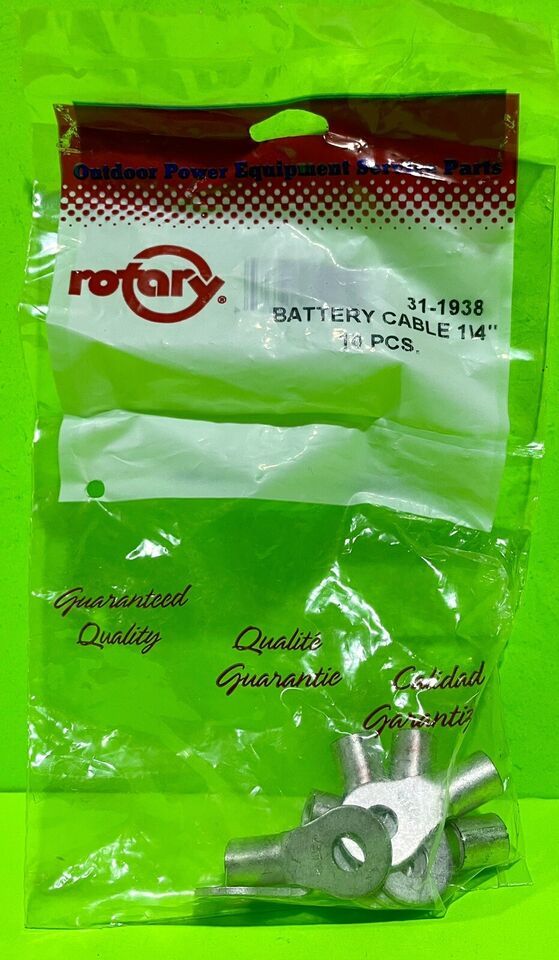 Outdoor Power Equipment Service Parts
rotary®
31-1938
BATTERY CABLE 1\4"
10 PCS.
Guaranteed
Quality
Qualité
Guarantie
Calidad
Garantiz